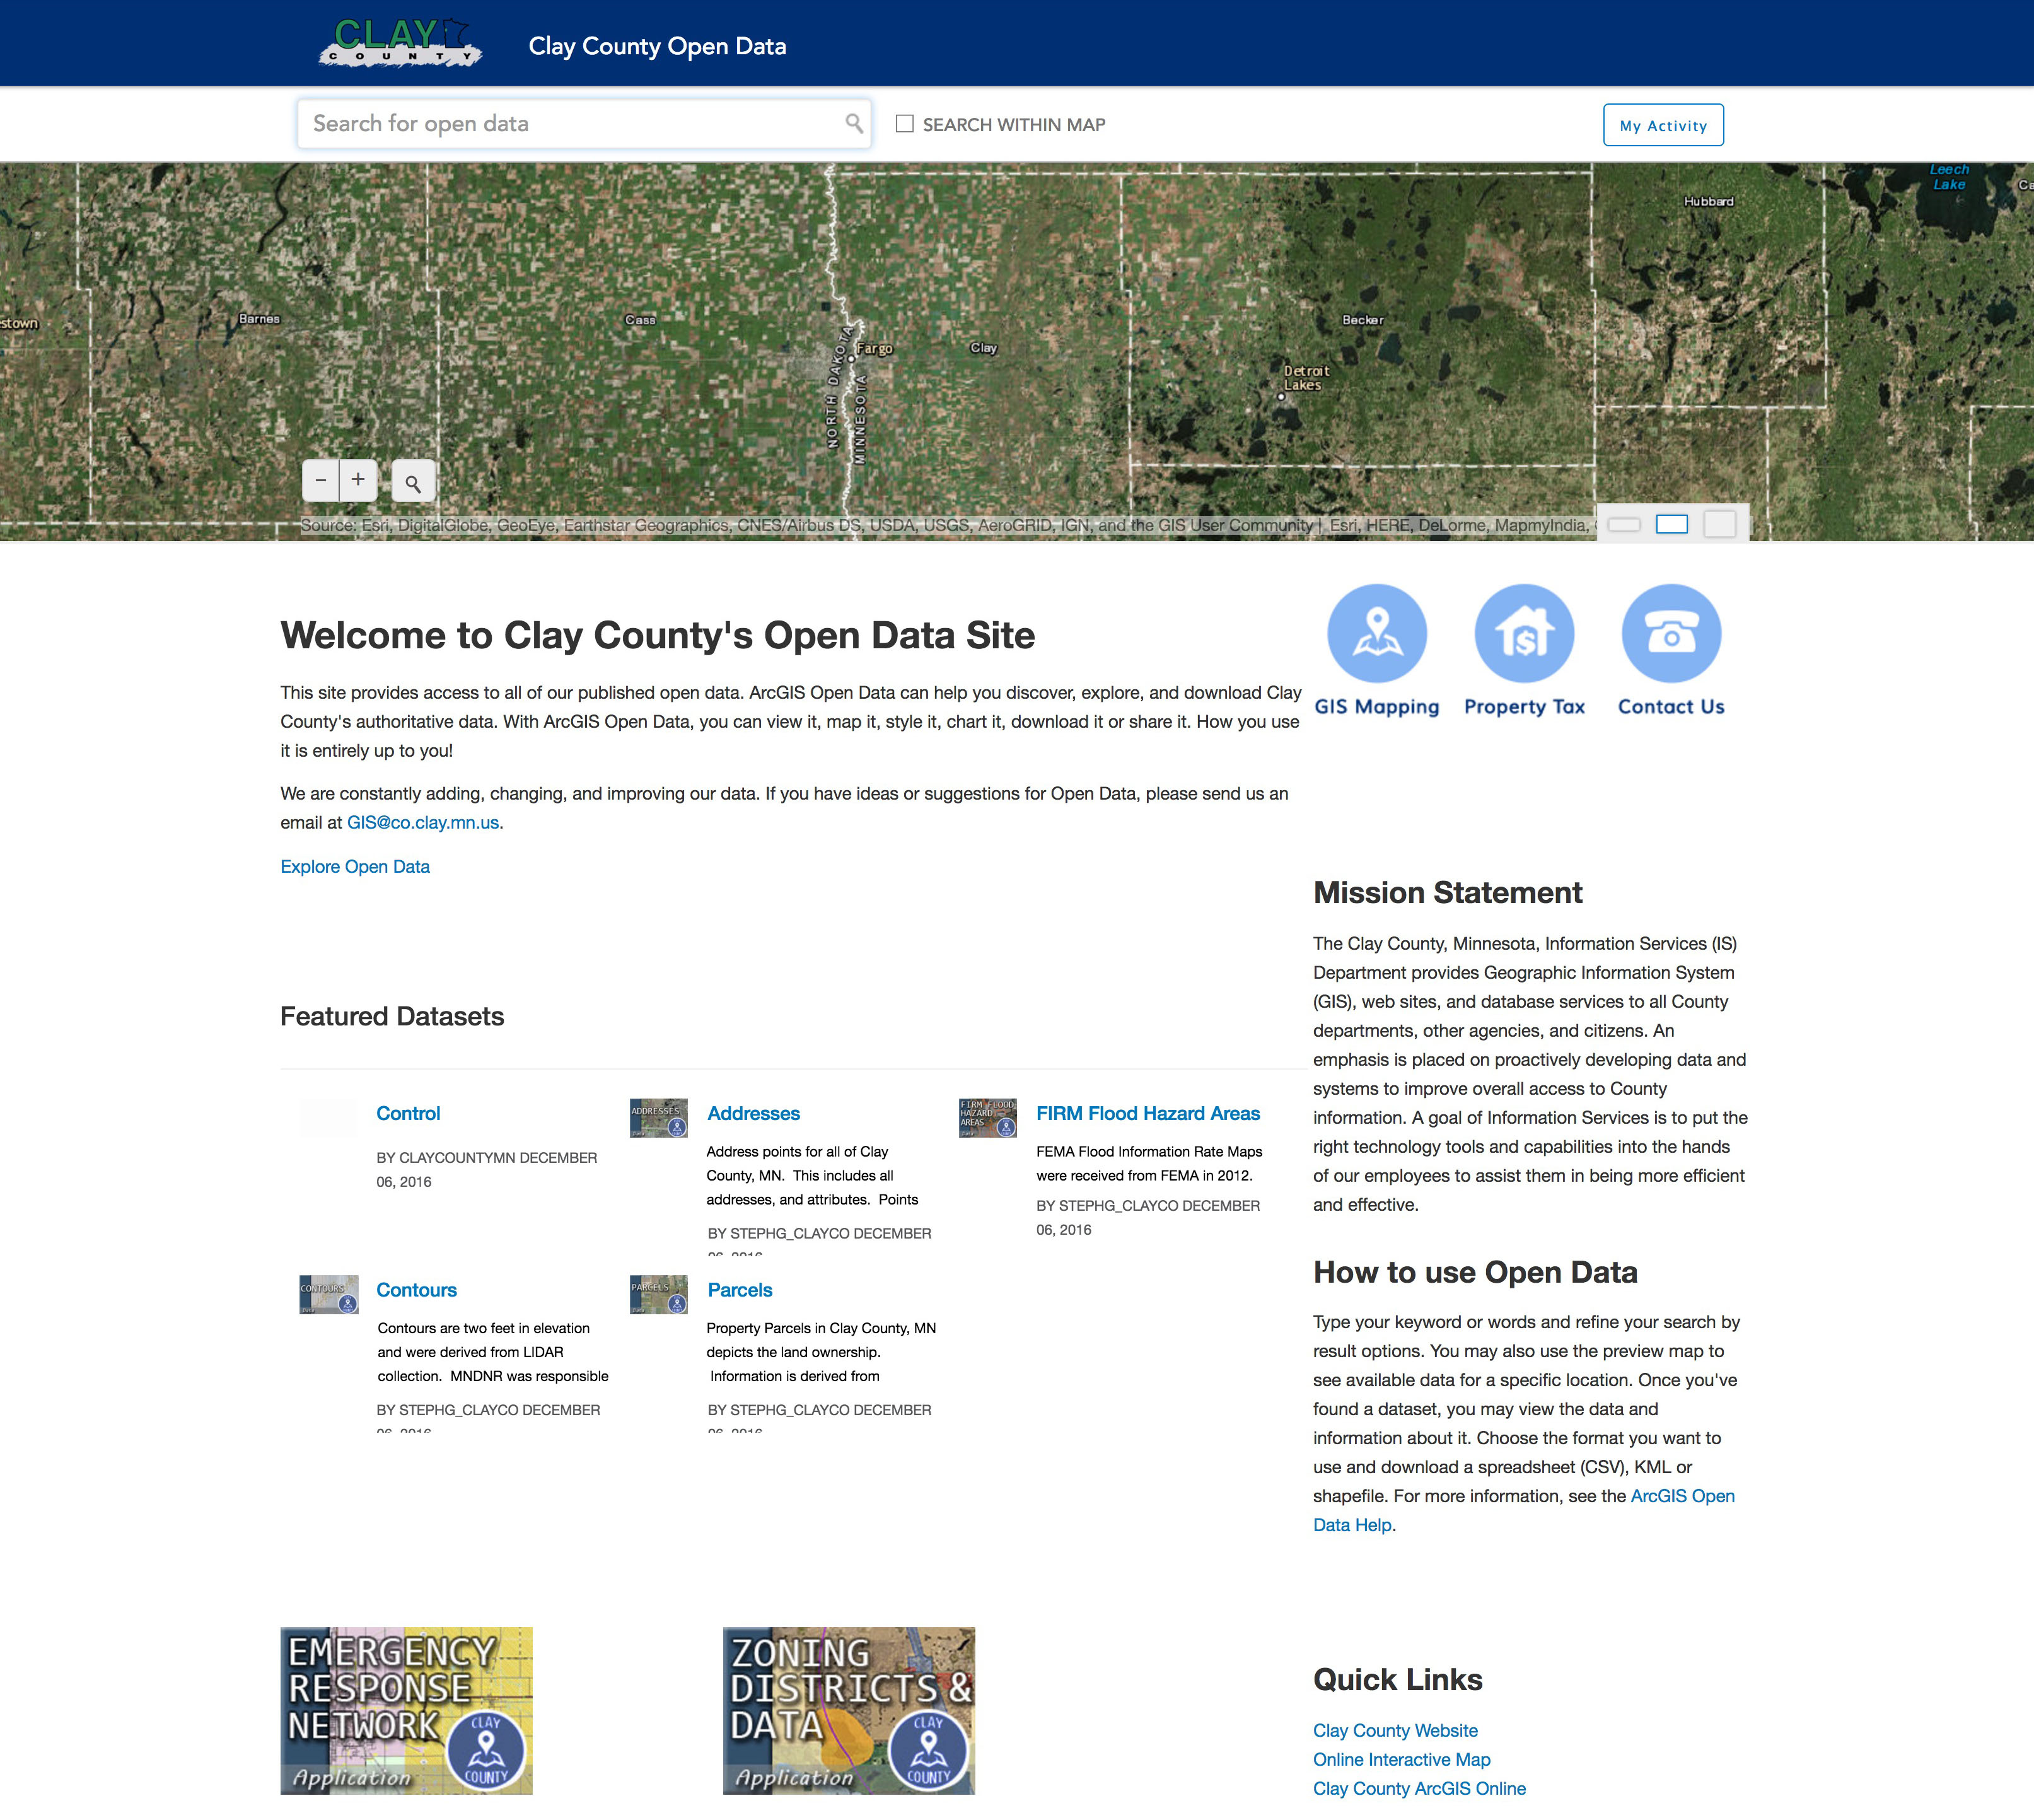 CLAY
COUNTY
Clay County Open Data
Search for open data
SEARCH WITHIN MAP
My Activity
Leech
Lake
Ca
Hubbard
stown
Barnes
Cass
Fargo
Clay
Becker
Detroit
Lakes
NORTH DAKOTA
MINNESOTA
− +
Source: Esri, DigitalGlobe, GeoEye, Earthstar Geographics, CNES/Airbus DS, USDA, USGS, AeroGRID, IGN, and the GIS User Community | Esri, HERE, DeLorme, MapmyIndia,
Welcome to Clay County's Open Data Site
This site provides access to all of our published open data. ArcGIS Open Data can help you discover, explore, and download Clay
County's authoritative data. With ArcGIS Open Data, you can view it, map it, style it, chart it, download it or share it. How you use
it is entirely up to you!
We are constantly adding, changing, and improving our data. If you have ideas or suggestions for Open Data, please send us an
email at GIS@co.clay.mn.us.
Explore Open Data
GIS Mapping
Property Tax
Contact Us
Featured Datasets
Control
BY CLAYCOUNTYMN DECEMBER
06, 2016
ADDRESSES
Addresses
Address points for all of Clay
County, MN.  This includes all
addresses, and attributes.  Points
BY STEPHG_CLAYCO DECEMBER
06, 2016
FIRM FLOOD
HAZARD
AREAS
FIRM Flood Hazard Areas
FEMA Flood Information Rate Maps
were received from FEMA in 2012.
BY STEPHG_CLAYCO DECEMBER
06, 2016
CONTOURS
Data
Contours
Contours are two feet in elevation
and were derived from LIDAR
collection.  MNDNR was responsible
BY STEPHG_CLAYCO DECEMBER
06, 2016
PARCELS
Data
Parcels
Property Parcels in Clay County, MN
depicts the land ownership.
Information is derived from
BY STEPHG_CLAYCO DECEMBER
06, 2016
Mission Statement
The Clay County, Minnesota, Information Services (IS)
Department provides Geographic Information System
(GIS), web sites, and database services to all County
departments, other agencies, and citizens. An
emphasis is placed on proactively developing data and
systems to improve overall access to County
information. A goal of Information Services is to put the
right technology tools and capabilities into the hands
of our employees to assist them in being more efficient
and effective.
How to use Open Data
Type your keyword or words and refine your search by
result options. You may also use the preview map to
see available data for a specific location. Once you've
found a dataset, you may view the data and
information about it. Choose the format you want to
use and download a spreadsheet (CSV), KML or
shapefile. For more information, see the ArcGIS Open
Data Help.
EMERGENCY
RESPONSE
NETWORK
CLAY
COUNTY
Application
ZONING
DISTRICTS &
DATA
CLAY
COUNTY
Application
Quick Links
Clay County Website
Online Interactive Map
Clay County ArcGIS Online